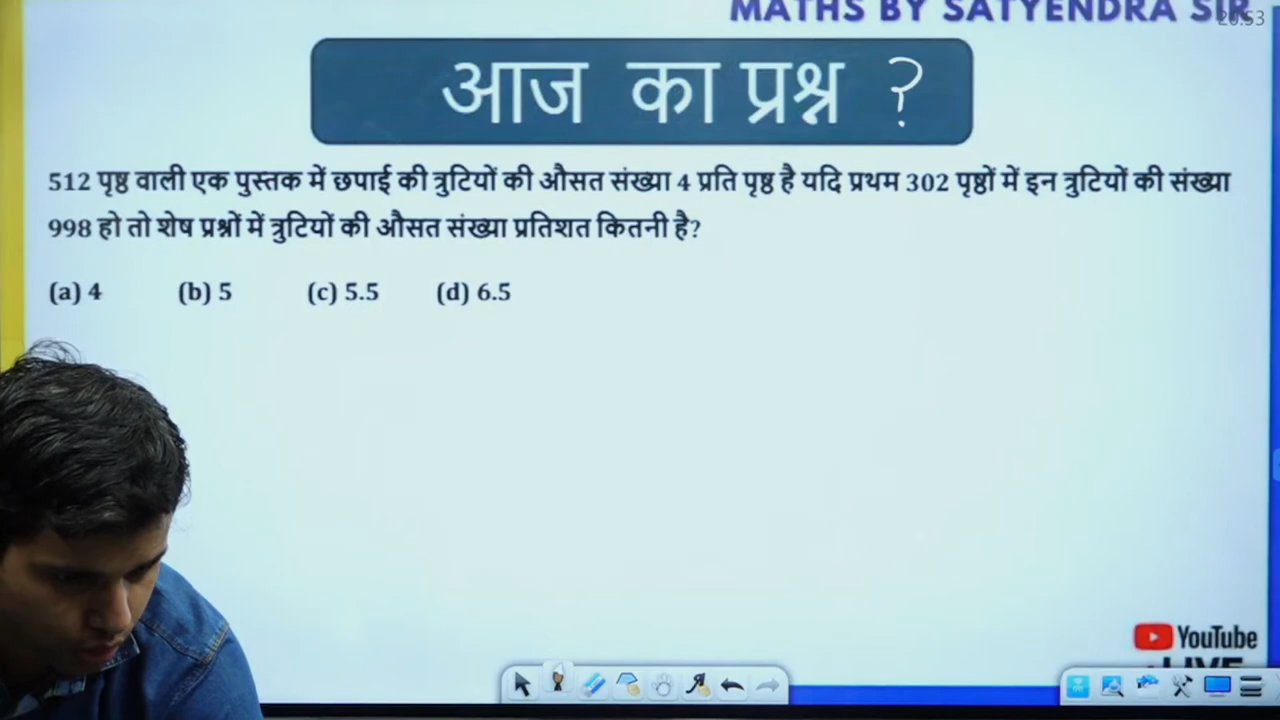 MATHS BY SATYENDRA SIR
20:53
आज का प्रश्न ?
512 पृष्ठ वाली एक पुस्तक में छपाई की त्रुटियों की औसत संख्या 4 प्रति पृष्ठ है यदि प्रथम 302 पृष्ठों में इन त्रुटियों की संख्या
998 हो तो शेष प्रश्नों में त्रुटियों की औसत संख्या प्रतिशत कितनी है?
(a) 4 (b) 5 (c) 5.5 (d) 6.5
YouTube
LIVE